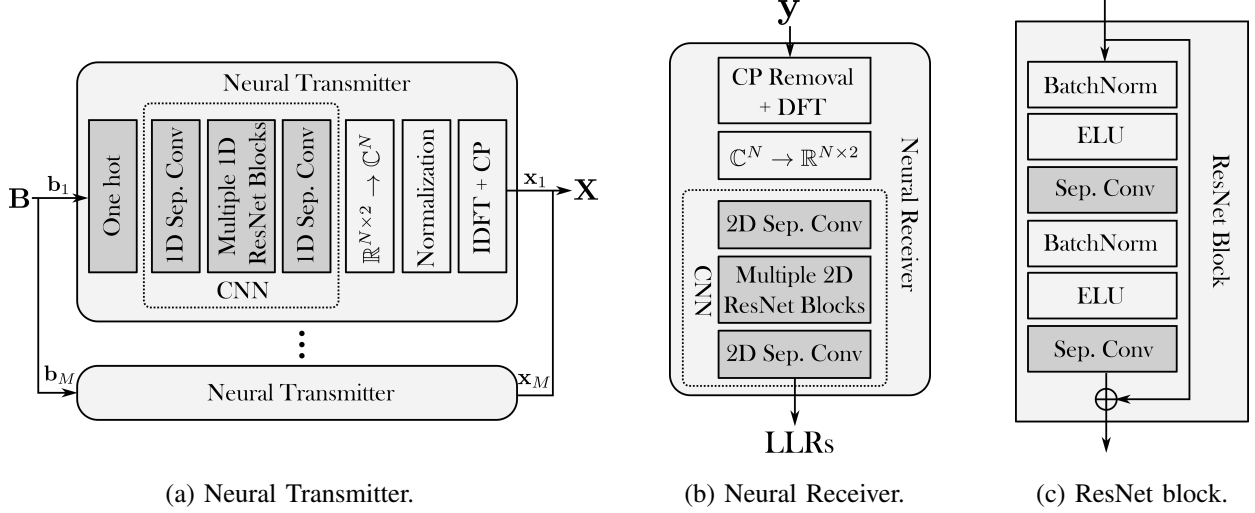 Neural Transmitter
B
b₁
One hot
1D Sep. Conv
Multiple 1D
ResNet Blocks
1D Sep. Conv
CNN
ℝ^{N×2} → ℂ^N
Normalization
IDFT + CP
x₁
X
⋮
b_M
Neural Transmitter
x_M
(a) Neural Transmitter.
y
CP Removal
+ DFT
ℂ^N → ℝ^{N×2}
2D Sep. Conv
Multiple 2D
ResNet Blocks
2D Sep. Conv
CNN
Neural Receiver
LLRs
(b) Neural Receiver.
BatchNorm
ELU
Sep. Conv
BatchNorm
ELU
Sep. Conv
ResNet Block
(c) ResNet block.